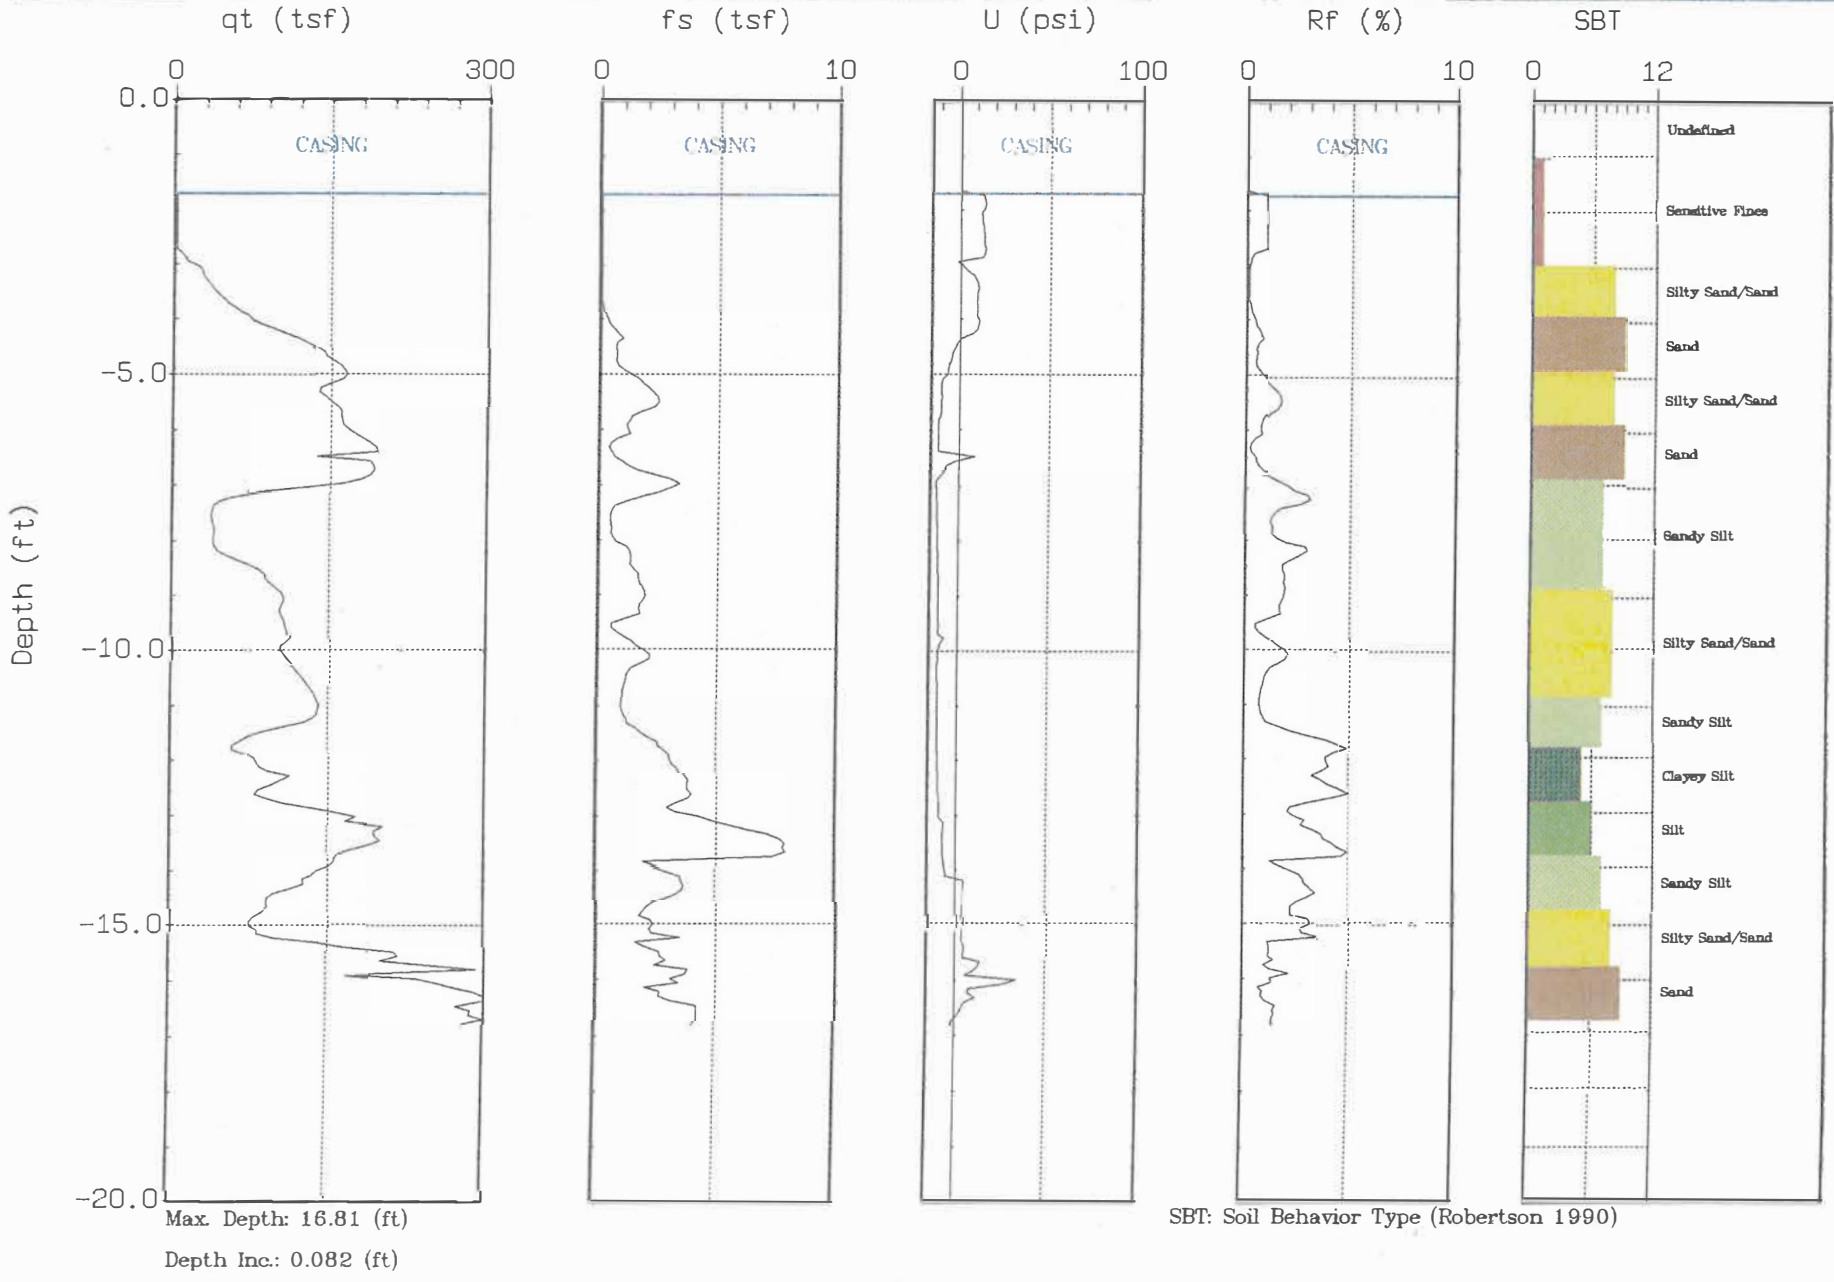 qt (tsf) fs (tsf) U (psi) Rf (%) SBT
0 300 0 10 0 100 0 10 0 12
0.0
CASING CASING CASING CASING
Undefined
Sensitive Fines
Silty Sand/Sand
Sand
-5.0
Silty Sand/Sand
Sand
Depth (ft)
Sandy Silt
-10.0
Silty Sand/Sand
Sandy Silt
Clayey Silt
Silt
Sandy Silt
-15.0
Silty Sand/Sand
Sand
-20.0
Max. Depth: 16.81 (ft)
SBT: Soil Behavior Type (Robertson 1990)
Depth Inc.: 0.082 (ft)